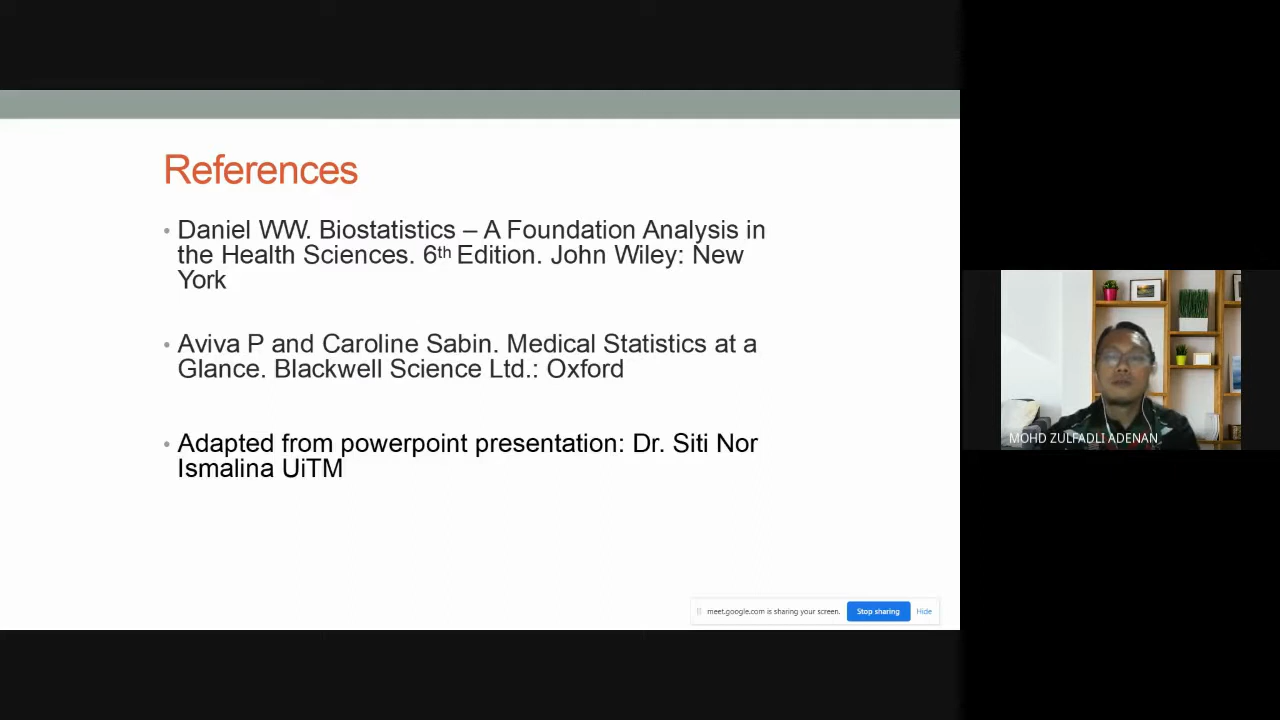 References
• Daniel WW. Biostatistics – A Foundation Analysis in
the Health Sciences. 6th Edition. John Wiley: New
York
• Aviva P and Caroline Sabin. Medical Statistics at a
Glance. Blackwell Science Ltd.: Oxford
• Adapted from powerpoint presentation: Dr. Siti Nor
Ismalina UiTM
MOHD ZULFADLI ADENAN
meet.google.com is sharing your screen. Stop sharing Hide